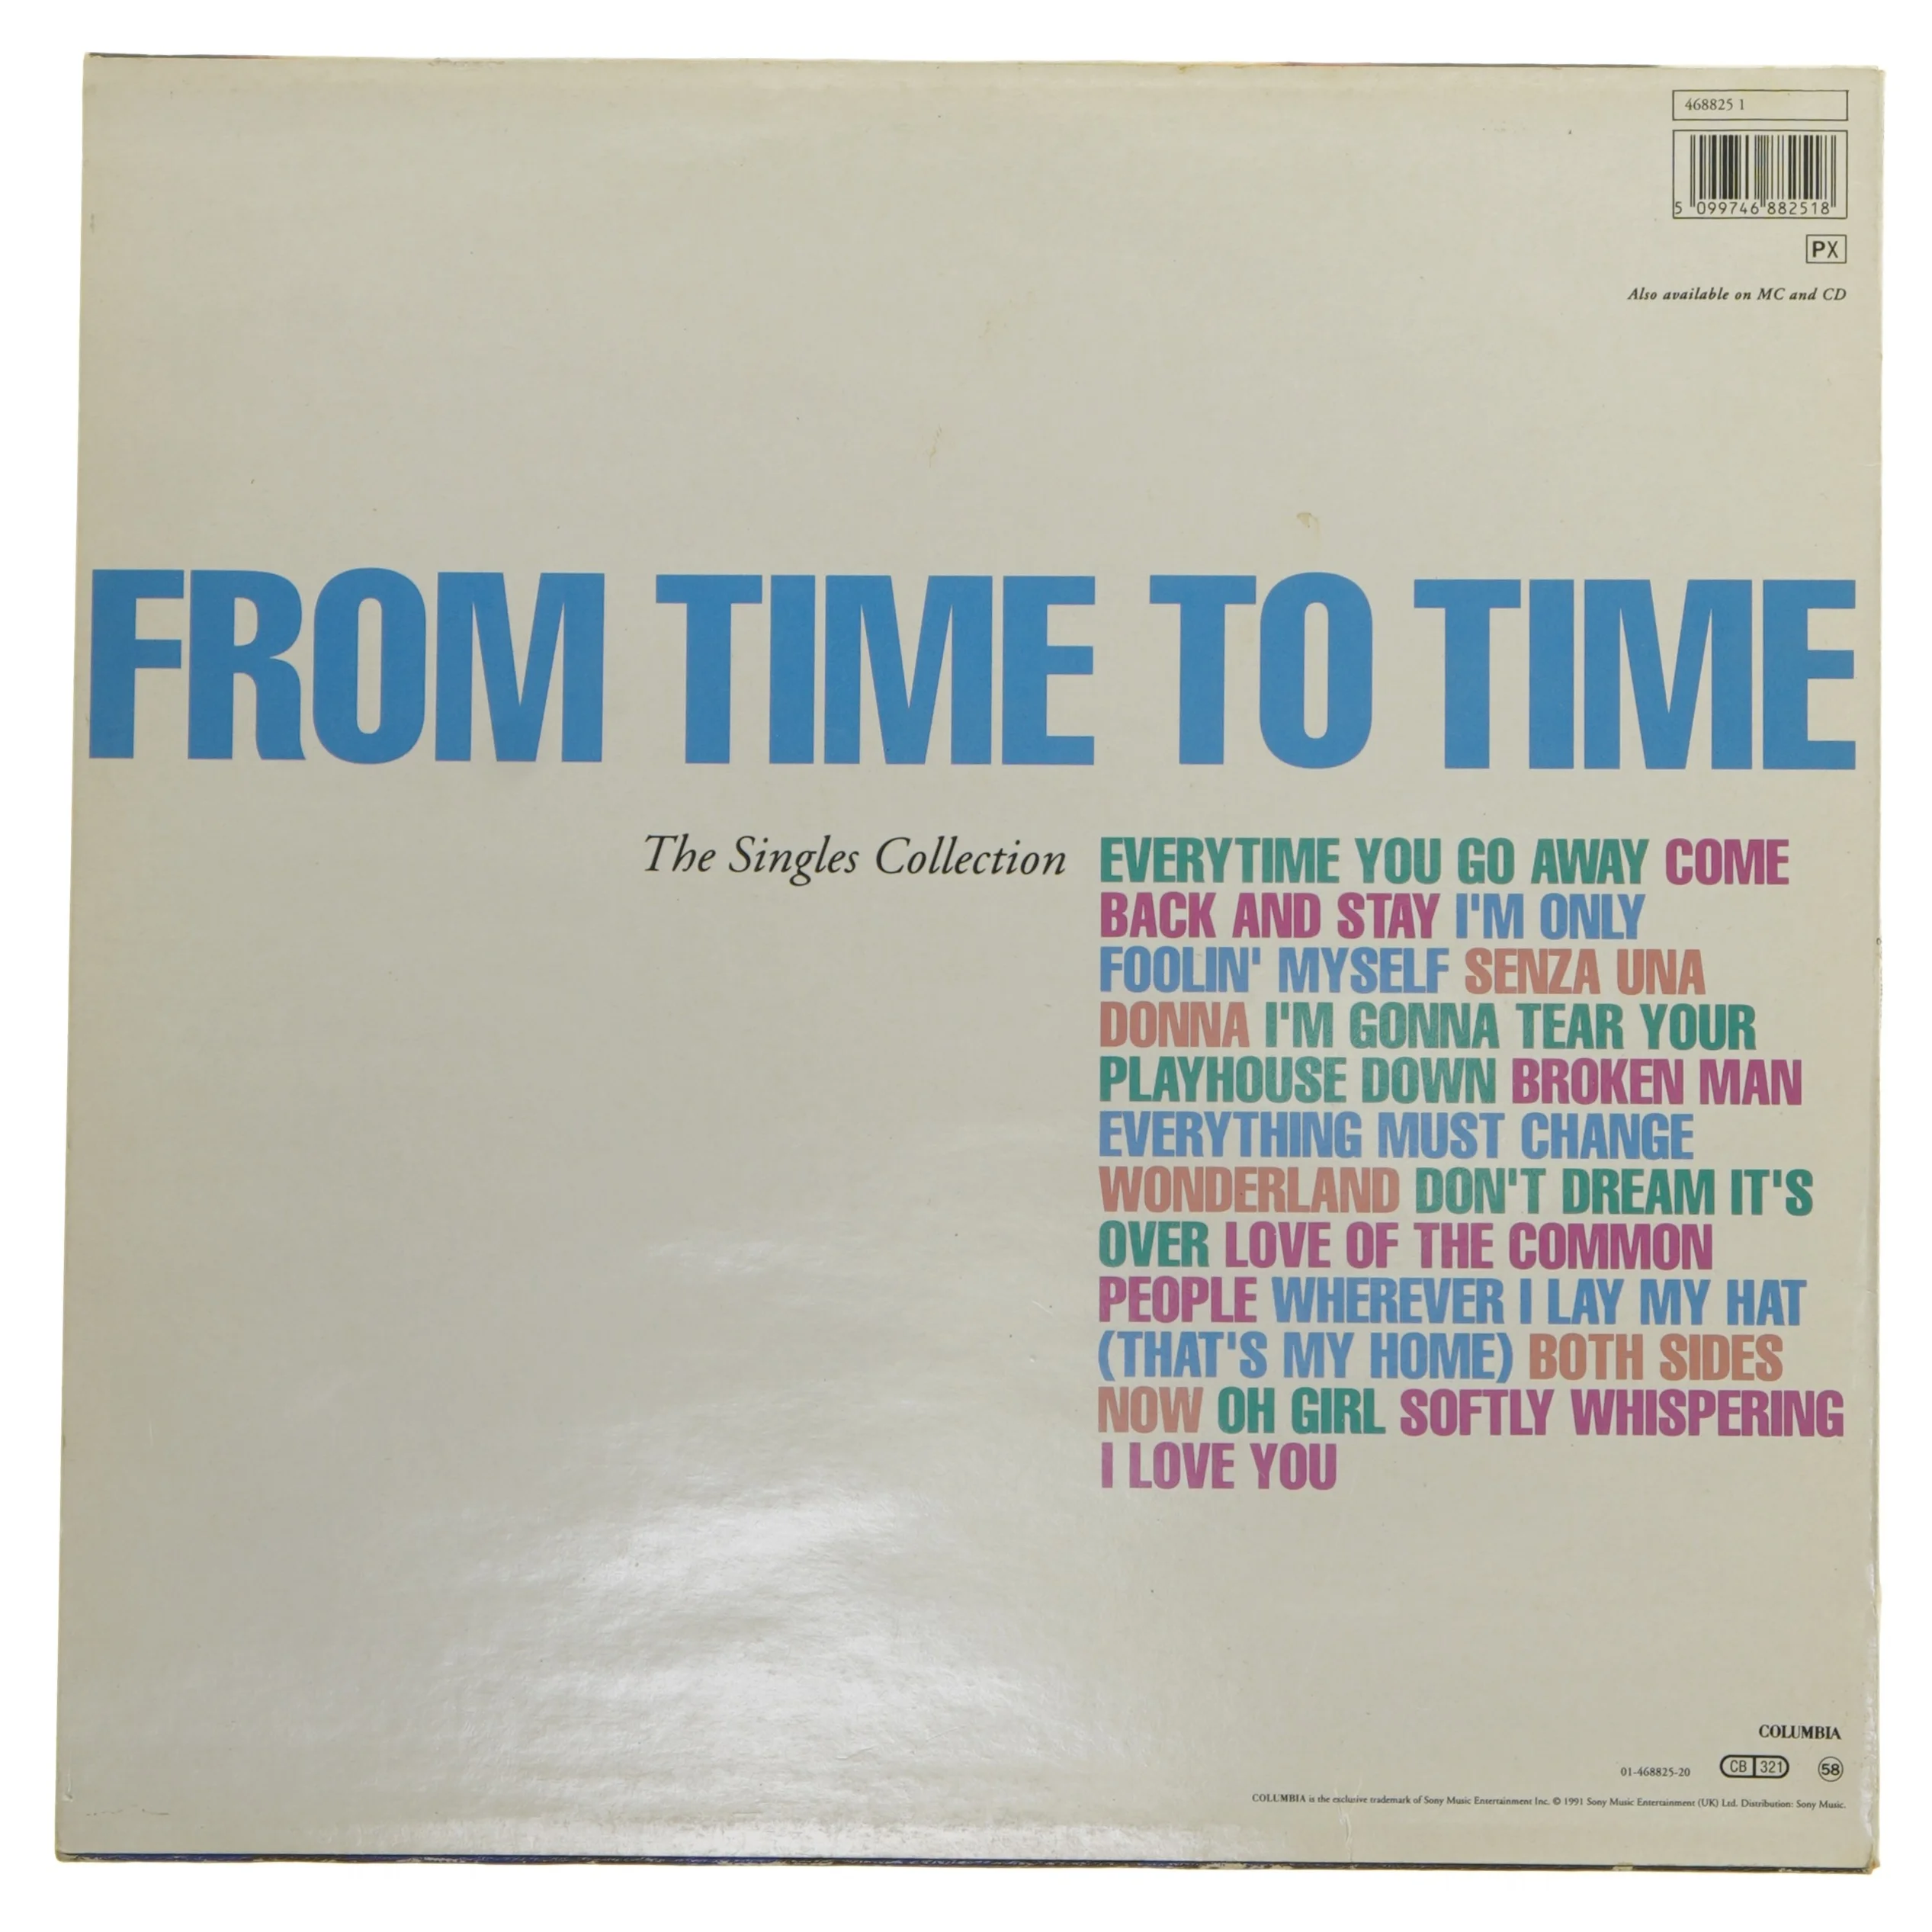 468825 1
5 099746 882518
PX
Also available on MC and CD
FROM TIME TO TIME
The Singles Collection
EVERYTIME YOU GO AWAY COME
BACK AND STAY I'M ONLY
FOOLIN' MYSELF SENZA UNA
DONNA I'M GONNA TEAR YOUR
PLAYHOUSE DOWN BROKEN MAN
EVERYTHING MUST CHANGE
WONDERLAND DON'T DREAM IT'S
OVER LOVE OF THE COMMON
PEOPLE WHEREVER I LAY MY HAT
(THAT'S MY HOME) BOTH SIDES
NOW OH GIRL SOFTLY WHISPERING
I LOVE YOU
COLUMBIA
01-468825-20 CB 321 58
COLUMBIA is the exclusive trademark of Sony Music Entertainment Inc. © 1991 Sony Music Entertainment (UK) Ltd. Distribution: Sony Music.